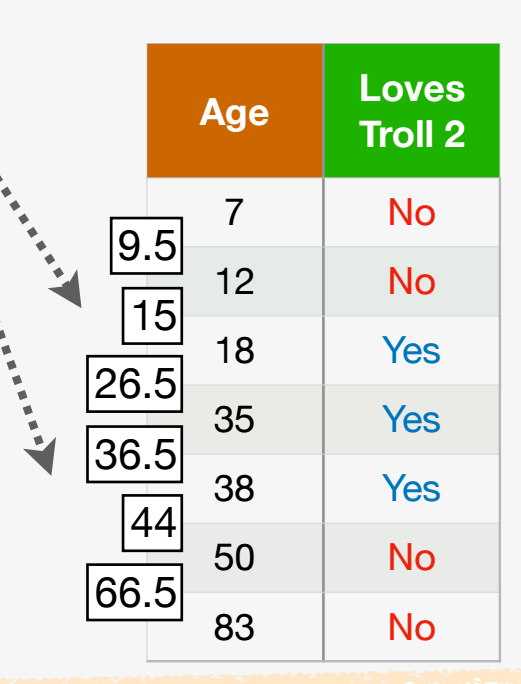 Age Loves
Troll 2
7 No
9.5
12 No
15
18 Yes
26.5
35 Yes
36.5
38 Yes
44
50 No
66.5
83 No